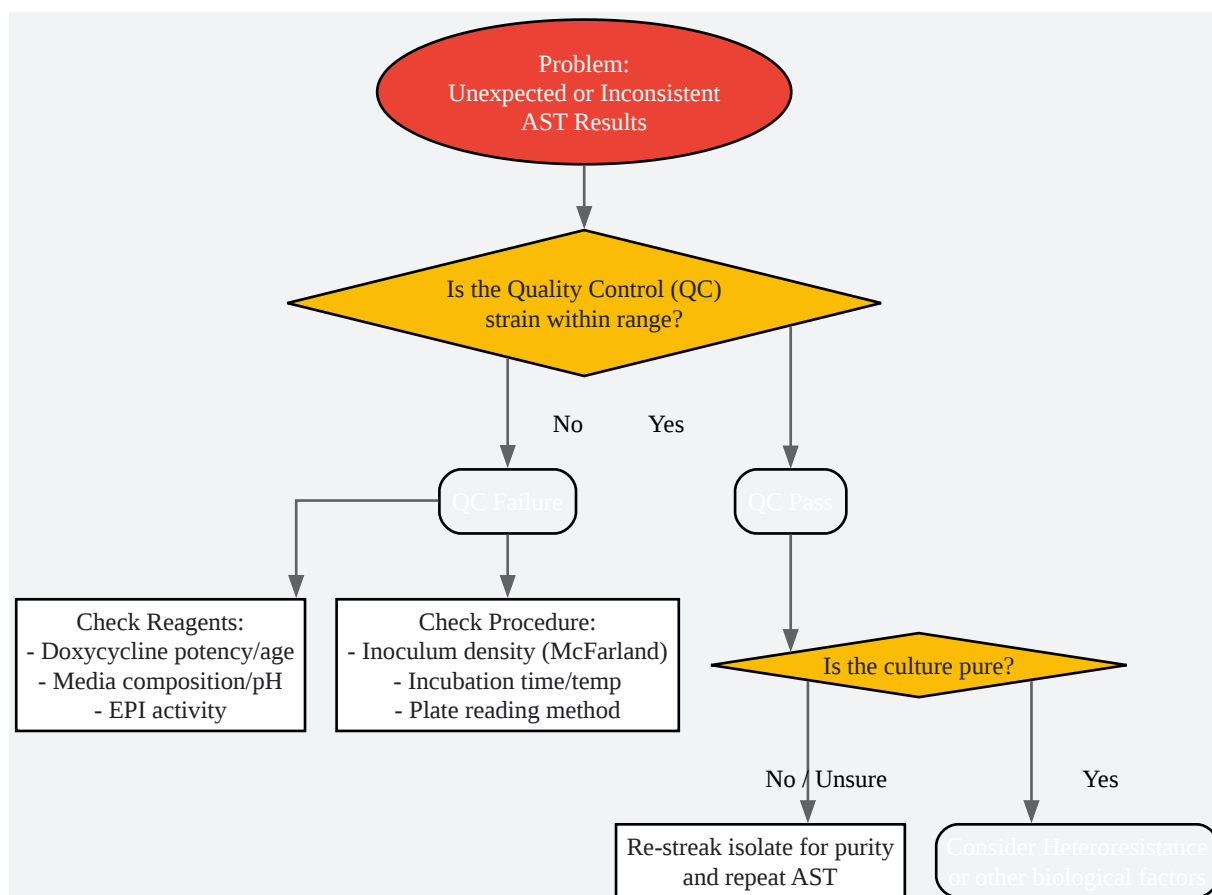 Problem:
Unexpected or Inconsistent
AST Results
Is the Quality Control (QC)
strain within range?
No
Yes
QC Failure
QC Pass
Check Reagents:
- Doxycycline potency/age
- Media composition/pH
- EPI activity
Check Procedure:
- Inoculum density (McFarland)
- Incubation time/temp
- Plate reading method
Is the culture pure?
No / Unsure
Yes
Re-streak isolate for purity
and repeat AST
Consider Heteroresistance
or other biological factors